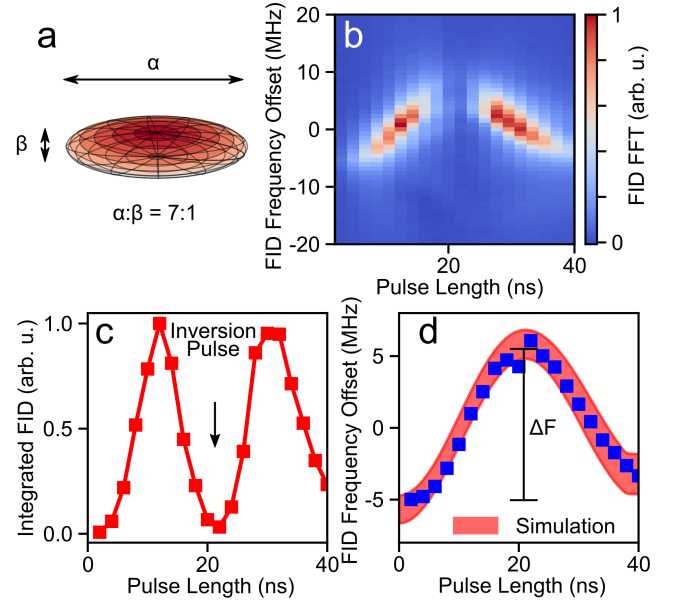 a
α
β
α:β = 7:1
b
FID Frequency Offset (MHz)
20
10
0
-10
-20
20
40
Pulse Length (ns)
1
0
FID FFT (arb. u.)
c
Integrated FID (arb. u.)
1.0
0.5
0.0
Inversion
Pulse
0
20
40
Pulse Length (ns)
d
FID Frequency Offset (MHz)
5
0
-5
ΔF
Simulation
0
20
40
Pulse Length (ns)